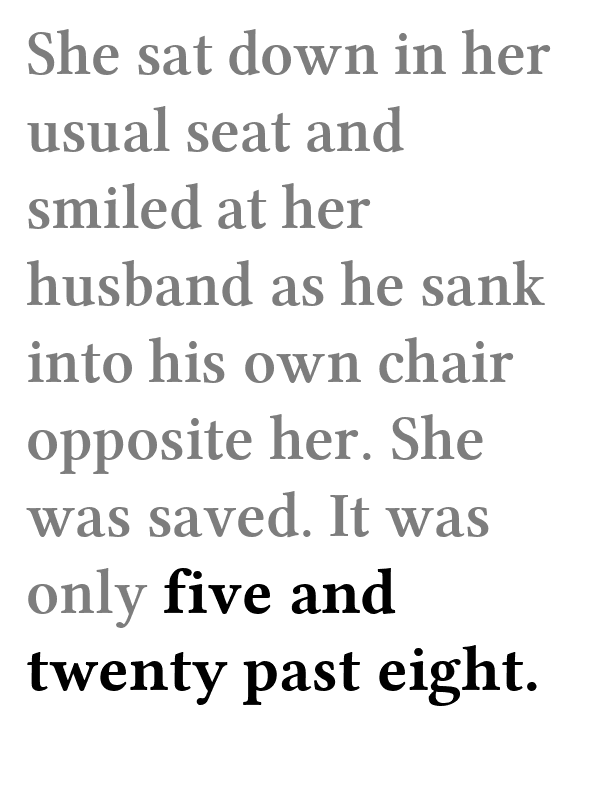 She sat down in her
usual seat and
smiled at her
husband as he sank
into his own chair
opposite her. She
was saved. It was
only five and
twenty past eight.